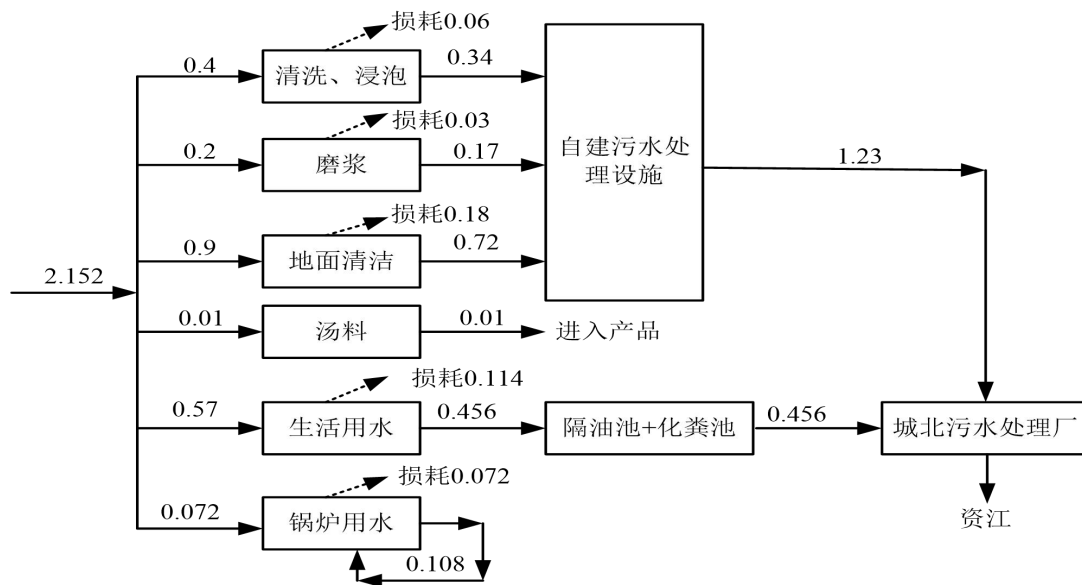 损耗0.06
0.4
清洗、浸泡
0.34
损耗0.03
0.2
磨浆
0.17
自建污水处
理设施
1.23
损耗0.18
0.9
地面清洁
0.72
2.152
0.01
汤料
0.01
进入产品
损耗0.114
0.57
生活用水
0.456
隔油池+化粪池
0.456
城北污水处理厂
损耗0.072
0.072
锅炉用水
0.108
资江